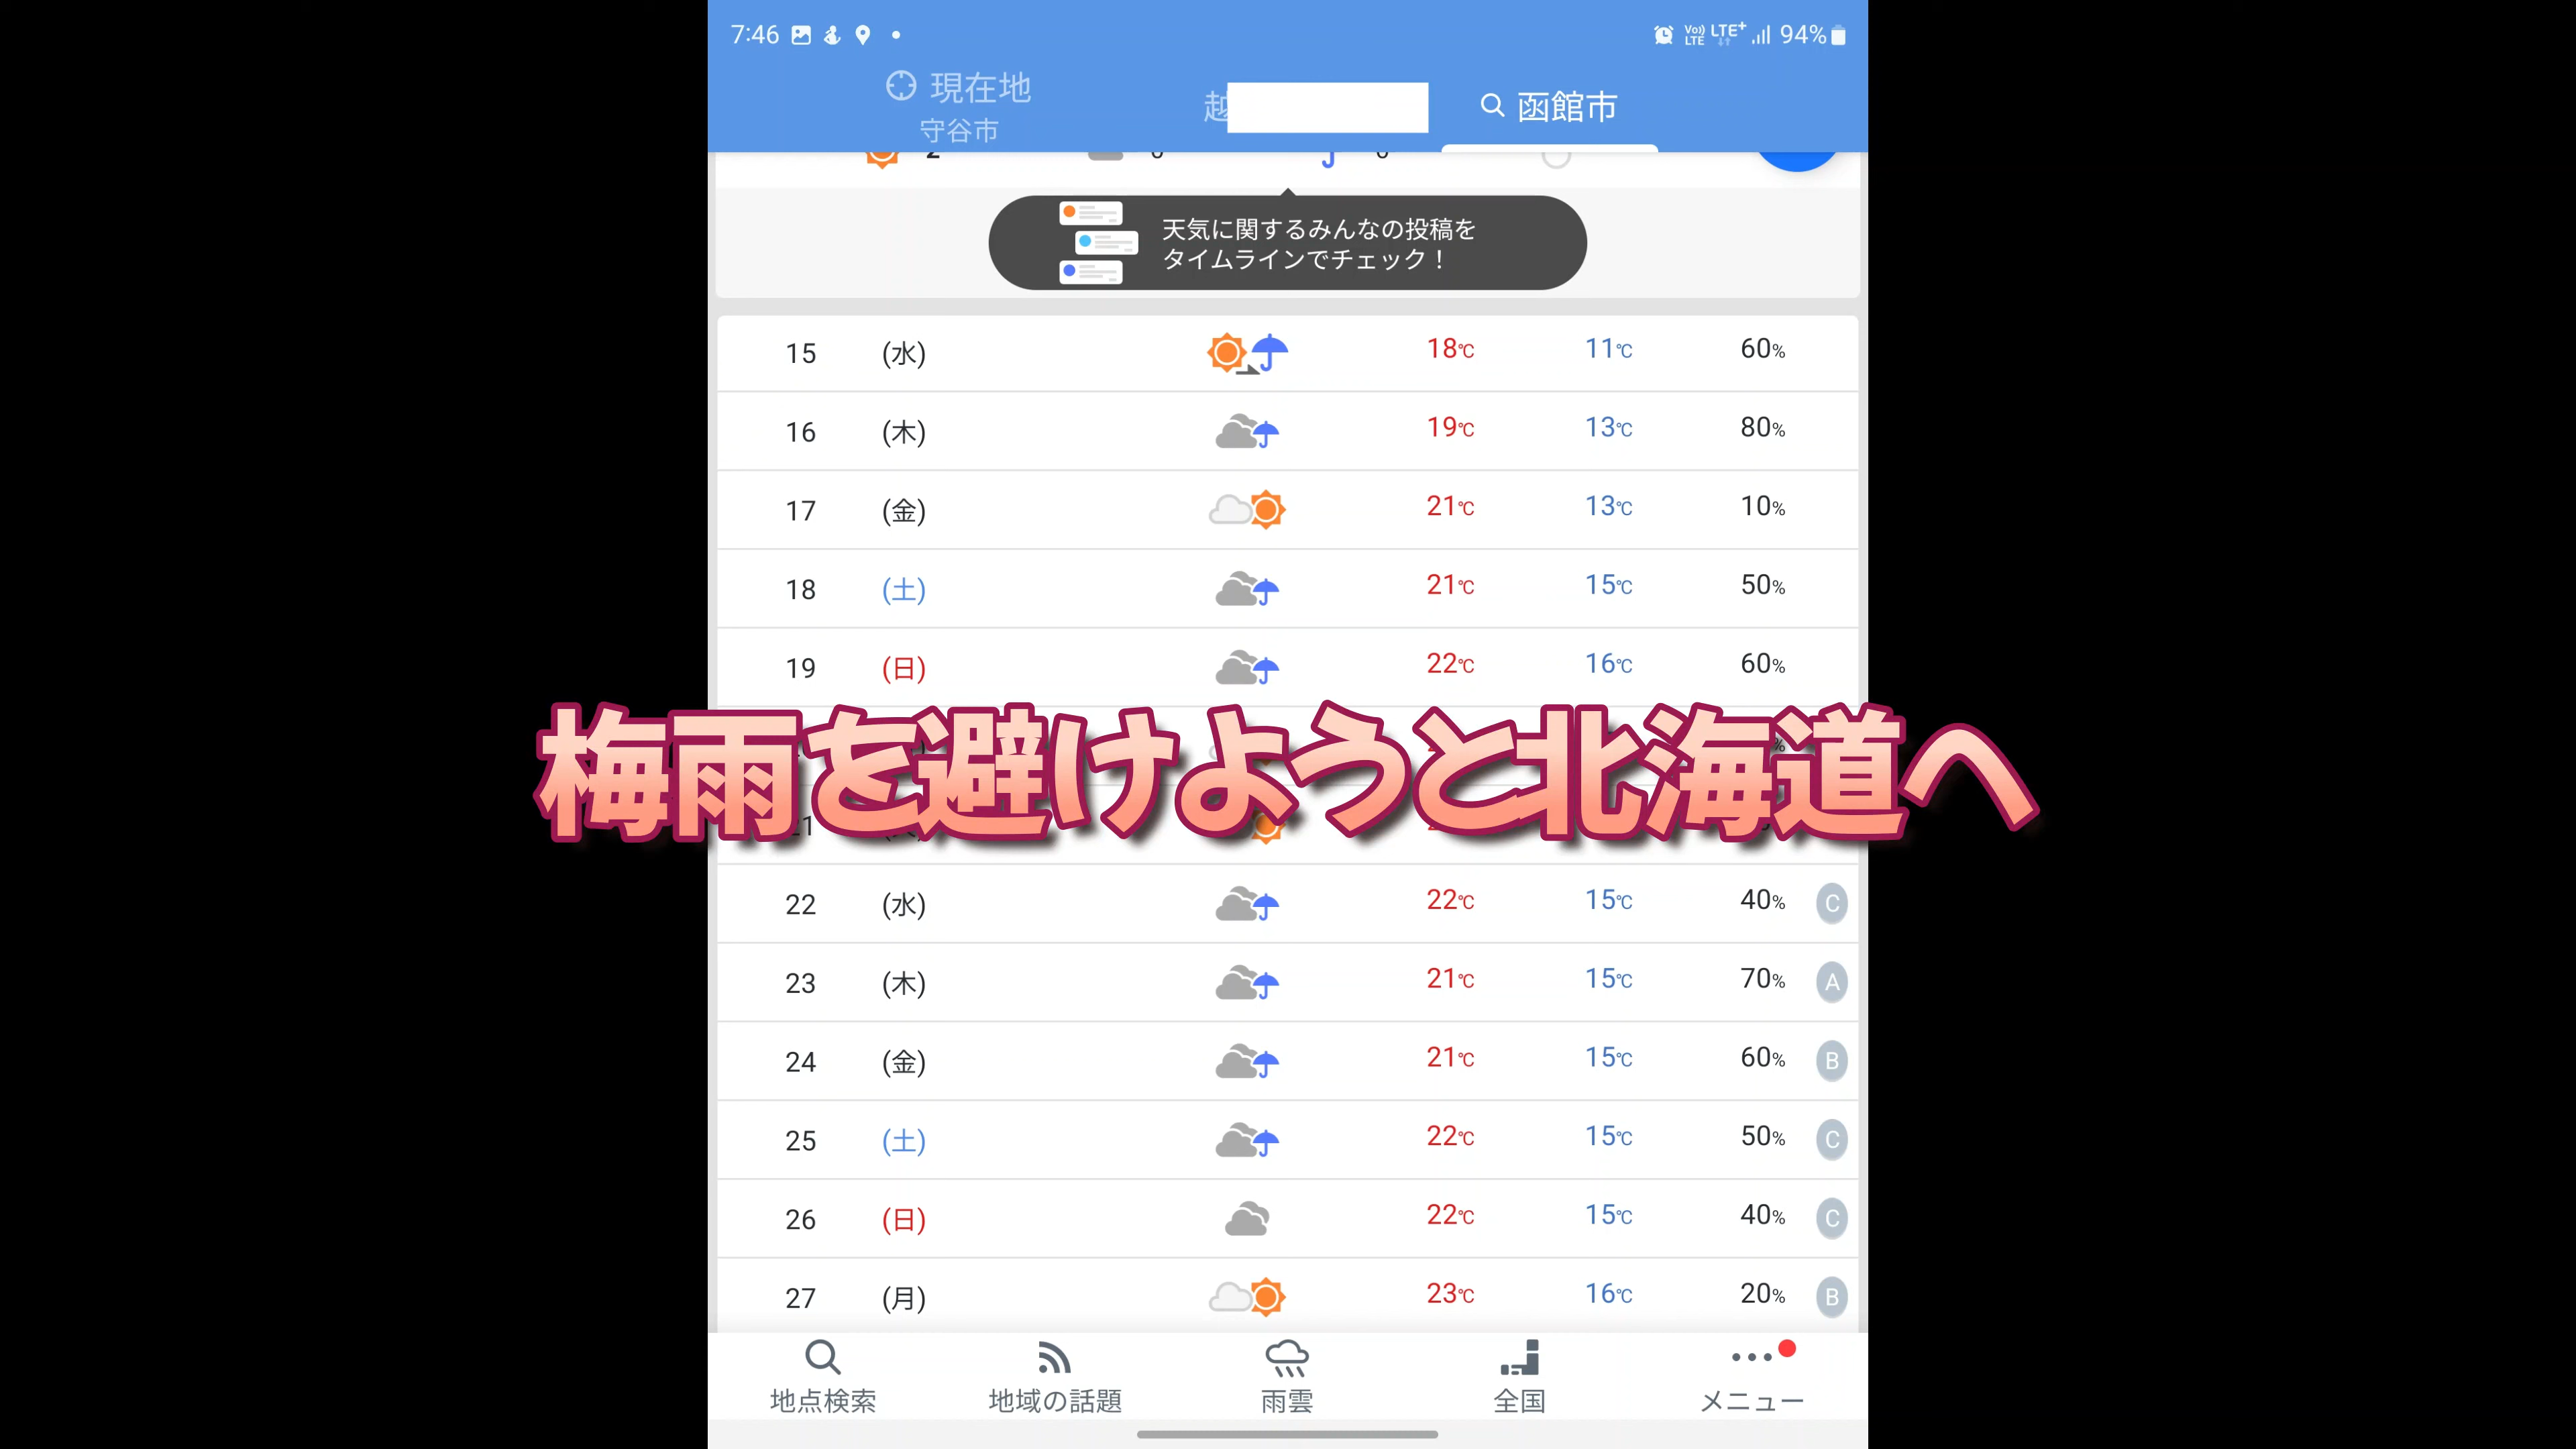 7:46
VoLTE LTE+ 94%
現在地
守谷市
越
函館市
天気に関するみんなの投稿を
タイムラインでチェック！
15 (水) 18℃ 11℃ 60%
16 (木) 19℃ 13℃ 80%
17 (金) 21℃ 13℃ 10%
18 (土) 21℃ 15℃ 50%
19 (日) 22℃ 16℃ 60%
梅雨を避けようと北海道へ
22 (水) 22℃ 15℃ 40% C
23 (木) 21℃ 15℃ 70% A
24 (金) 21℃ 15℃ 60% B
25 (土) 22℃ 15℃ 50% C
26 (日) 22℃ 15℃ 40% C
27 (月) 23℃ 16℃ 20% B
地点検索 地域の話題 雨雲 全国 メニュー